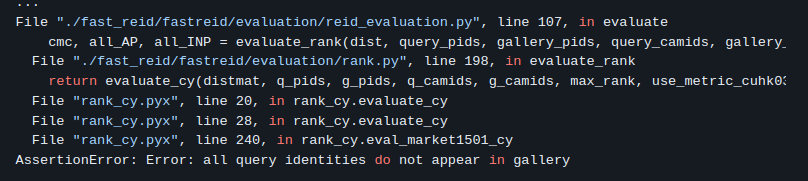 ...
File "./fast_reid/fastreid/evaluation/reid_evaluation.py", line 107, in evaluate
cmc, all_AP, all_INP = evaluate_rank(dist, query_pids, gallery_pids, query_camids, gallery_
File "./fast_reid/fastreid/evaluation/rank.py", line 198, in evaluate_rank
return evaluate_cy(distmat, q_pids, g_pids, q_camids, g_camids, max_rank, use_metric_cuhk03
File "rank_cy.pyx", line 20, in rank_cy.evaluate_cy
File "rank_cy.pyx", line 28, in rank_cy.evaluate_cy
File "rank_cy.pyx", line 240, in rank_cy.eval_market1501_cy
AssertionError: Error: all query identities do not appear in gallery